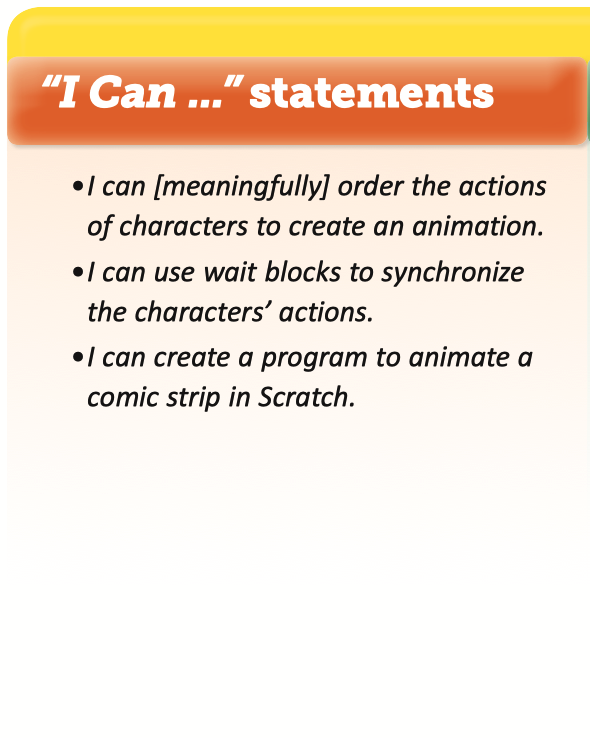 “I Can ...” statements
•I can [meaningfully] order the actions
of characters to create an animation.
•I can use wait blocks to synchronize
the characters’ actions.
•I can create a program to animate a
comic strip in Scratch.